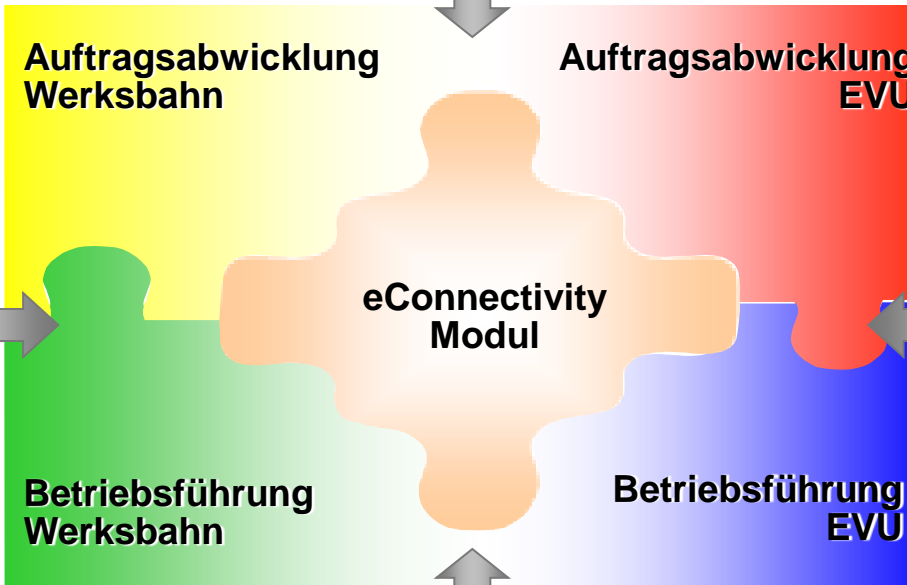 Auftragsabwicklung
Werksbahn
Auftragsabwicklung
EVU
eConnectivity
Modul
Betriebsführung
Werksbahn
Betriebsführung
EVU